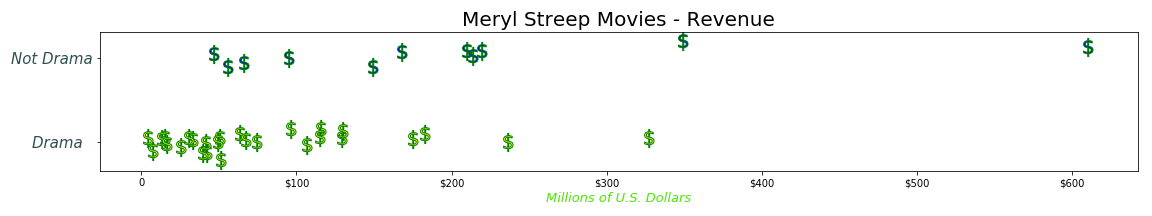 Meryl Streep Movies - Revenue
Not Drama
Drama
0 $100 $200 $300 $400 $500 $600
Millions of U.S. Dollars